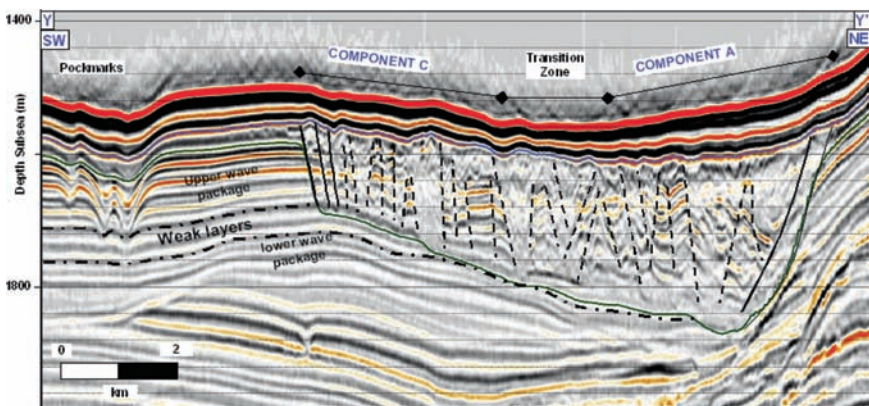 1400
Y
SW
Pockmarks
COMPONENT C
Transition
Zone
COMPONENT A
Y'
NE
Depth Subsea (m)
Upper wave
package
Weak layers
lower wave
package
1800
0
2
km